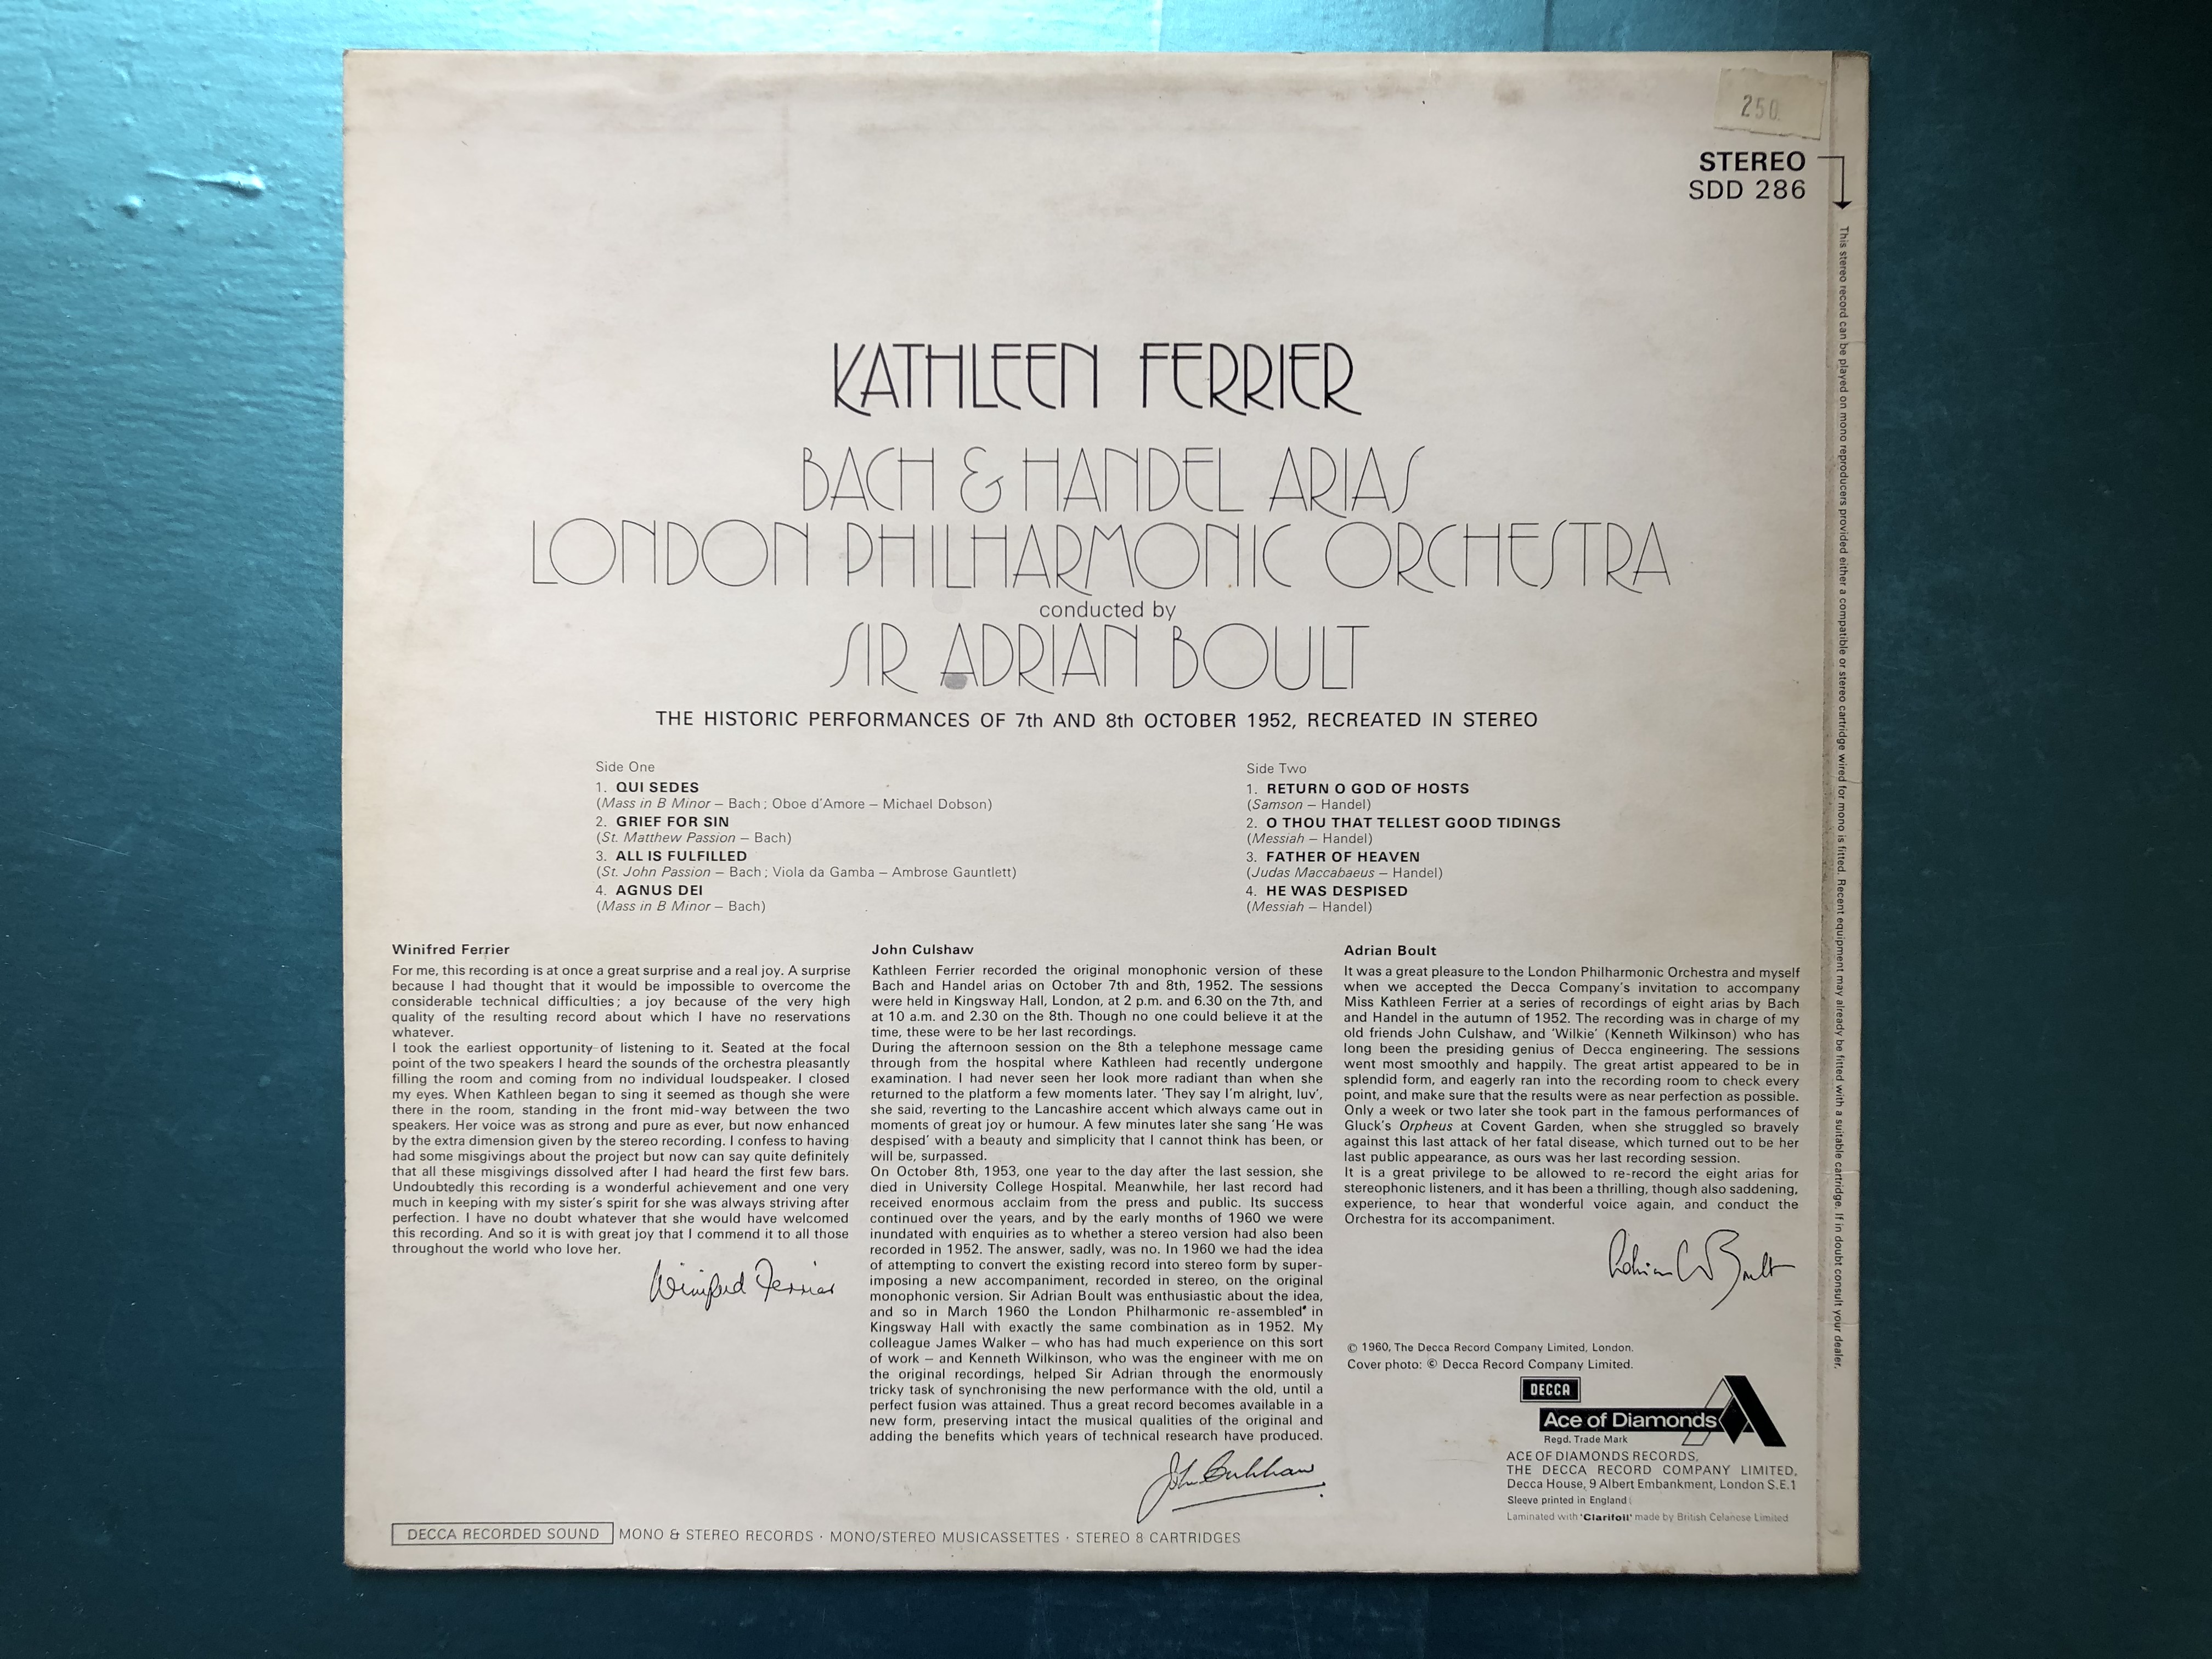 250
STEREO
SDD 286
This stereo record can be played on mono reproducers provided either a compatible or stereo cartridge wired for mono is fitted. Recent equipment may already be fitted with a suitable cartridge. If in doubt consult your dealer.
KATHLEEN FERRIER
BACH & HANDEL ARIAS
LONDON PHILHARMONIC ORCHESTRA
conducted by
SIR ADRIAN BOULT
THE HISTORIC PERFORMANCES OF 7th AND 8th OCTOBER 1952, RECREATED IN STEREO
Side One
1. QUI SEDES
(Mass in B Minor – Bach; Oboe d'Amore – Michael Dobson)
2. GRIEF FOR SIN
(St. Matthew Passion – Bach)
3. ALL IS FULFILLED
(St. John Passion – Bach; Viola da Gamba – Ambrose Gauntlett)
4. AGNUS DEI
(Mass in B Minor – Bach)
Side Two
1. RETURN O GOD OF HOSTS
(Samson – Handel)
2. O THOU THAT TELLEST GOOD TIDINGS
(Messiah – Handel)
3. FATHER OF HEAVEN
(Judas Maccabaeus – Handel)
4. HE WAS DESPISED
(Messiah – Handel)
Winifred Ferrier
For me, this recording is at once a great surprise and a real joy. A surprise
because I had thought that it would be impossible to overcome the
considerable technical difficulties; a joy because of the very high
quality of the resulting record about which I have no reservations
whatever.
I took the earliest opportunity of listening to it. Seated at the focal
point of the two speakers I heard the sounds of the orchestra pleasantly
filling the room and coming from no individual loudspeaker. I closed
my eyes. When Kathleen began to sing it seemed as though she were
there in the room, standing in the front mid-way between the two
speakers. Her voice was as strong and pure as ever, but now enhanced
by the extra dimension given by the stereo recording. I confess to having
had some misgivings about the project but now can say quite definitely
that all these misgivings dissolved after I had heard the first few bars.
Undoubtedly this recording is a wonderful achievement and one very
much in keeping with my sister's spirit for she was always striving after
perfection. I have no doubt whatever that she would have welcomed
this recording. And so it is with great joy that I commend it to all those
throughout the world who love her.
Winifred Ferrier
John Culshaw
Kathleen Ferrier recorded the original monophonic version of these
Bach and Handel arias on October 7th and 8th, 1952. The sessions
were held in Kingsway Hall, London, at 2 p.m. and 6.30 on the 7th, and
at 10 a.m. and 2.30 on the 8th. Though no one could believe it at the
time, these were to be her last recordings.
During the afternoon session on the 8th a telephone message came
through from the hospital where Kathleen had recently undergone
examination. I had never seen her look more radiant than when she
returned to the platform a few moments later. 'They say I'm alright, luv',
she said, reverting to the Lancashire accent which always came out in
moments of great joy or humour. A few minutes later she sang 'He was
despised' with a beauty and simplicity that I cannot think has been, or
will be, surpassed.
On October 8th, 1953, one year to the day after the last session, she
died in University College Hospital. Meanwhile, her last record had
received enormous acclaim from the press and public. Its success
continued over the years, and by the early months of 1960 we were
inundated with enquiries as to whether a stereo version had also been
recorded in 1952. The answer, sadly, was no. In 1960 we had the idea
of attempting to convert the existing record into stereo form by super-
imposing a new accompaniment, recorded in stereo, on the original
monophonic version. Sir Adrian Boult was enthusiastic about the idea,
and so in March 1960 the London Philharmonic re-assembled in
Kingsway Hall with exactly the same combination as in 1952. My
colleague James Walker – who has had much experience on this sort
of work – and Kenneth Wilkinson, who was the engineer with me on
the original recordings, helped Sir Adrian through the enormously
tricky task of synchronising the new performance with the old, until a
perfect fusion was attained. Thus a great record becomes available in a
new form, preserving intact the musical qualities of the original and
adding the benefits which years of technical research have produced.
John Culshaw
Adrian Boult
It was a great pleasure to the London Philharmonic Orchestra and myself
when we accepted the Decca Company's invitation to accompany
Miss Kathleen Ferrier at a series of recordings of eight arias by Bach
and Handel in the autumn of 1952. The recording was in charge of my
old friends John Culshaw, and 'Wilkie' (Kenneth Wilkinson) who has
long been the presiding genius of Decca engineering. The sessions
went most smoothly and happily. The great artist appeared to be in
splendid form, and eagerly ran into the recording room to check every
point, and make sure that the results were as near perfection as possible.
Only a week or two later she took part in the famous performances of
Gluck's Orpheus at Covent Garden, when she struggled so bravely
against this last attack of her fatal disease, which turned out to be her
last public appearance, as ours was her last recording session.
It is a great privilege to be allowed to re-record the eight arias for
stereophonic listeners, and it has been a thrilling, though also saddening,
experience, to hear that wonderful voice again, and conduct the
Orchestra for its accompaniment.
Adrian C Boult
© 1960, The Decca Record Company Limited, London.
Cover photo: © Decca Record Company Limited.
DECCA
Ace of Diamonds
Regd. Trade Mark
ACE OF DIAMONDS RECORDS,
THE DECCA RECORD COMPANY LIMITED,
Decca House, 9 Albert Embankment, London S.E.1
Sleeve printed in England
Laminated with 'Clarifoil' made by British Celanese Limited
DECCA RECORDED SOUND MONO & STEREO RECORDS · MONO/STEREO MUSICASSETTES · STEREO 8 CARTRIDGES